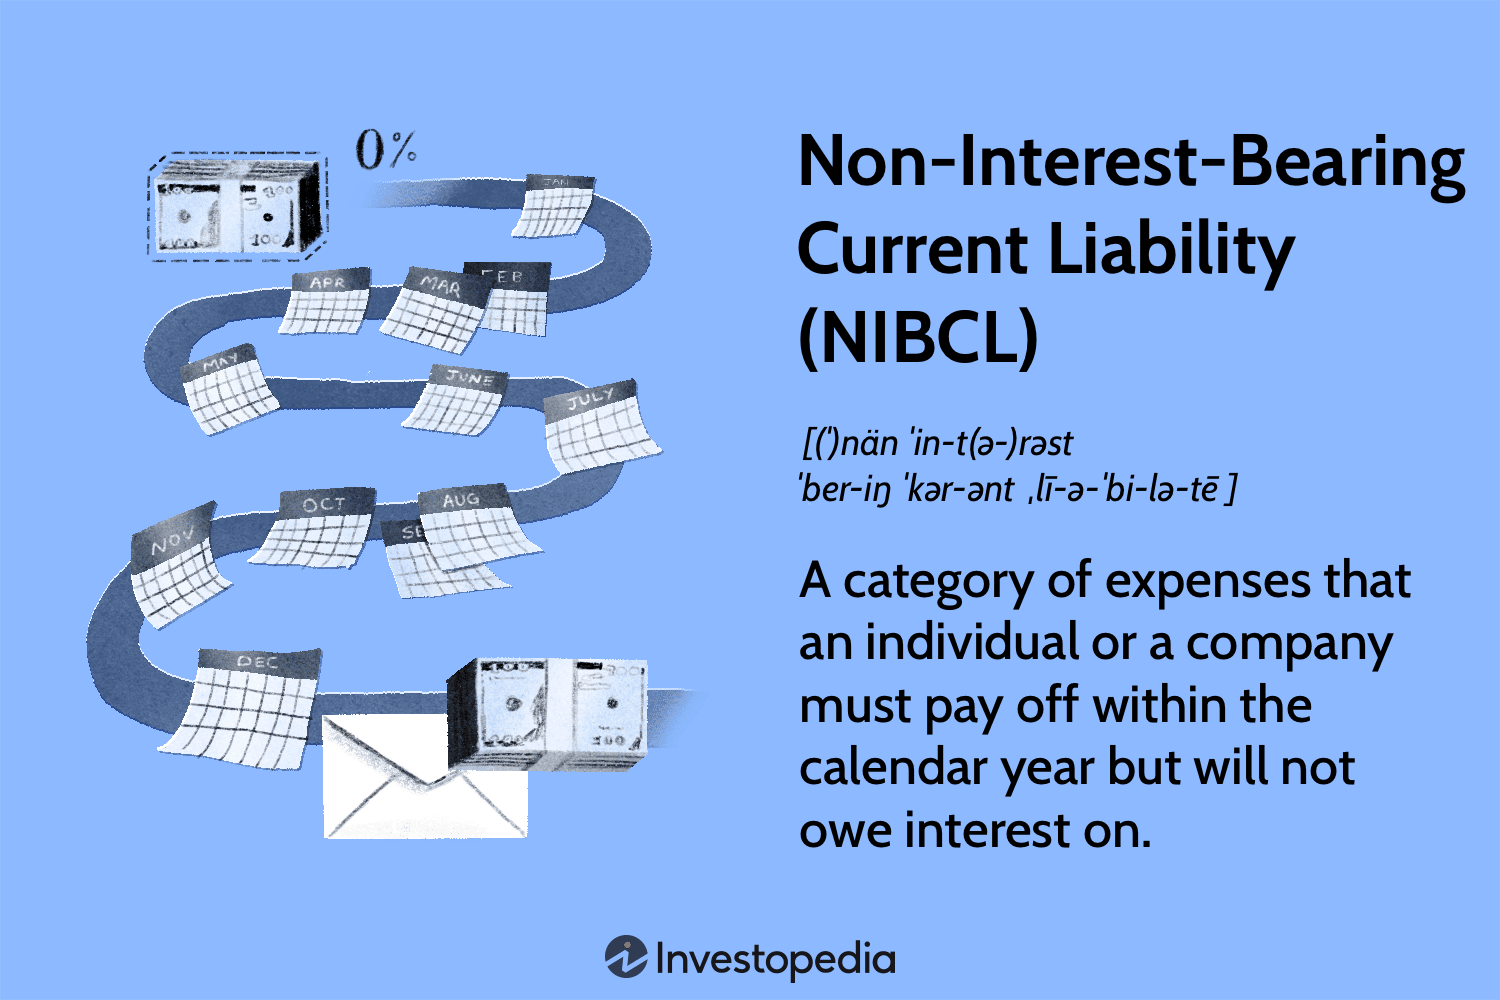 0%
JAN
APR
MAR
FEB
MAY
JUNE
JULY
OCT
AUG
NOV
DEC
100
100
Non-Interest-Bearing
Current Liability
(NIBCL)
[(ˈ)nän ˈin-t(ə-)rəst
ˈber-iŋ ˈkər-ənt ˌlī-ə-ˈbi-lə-tē ]
A category of expenses that
an individual or a company
must pay off within the
calendar year but will not
owe interest on.
Investopedia